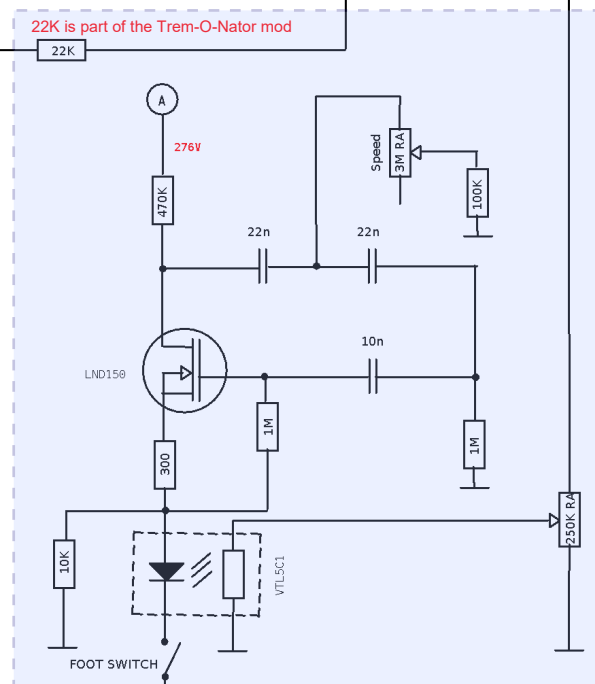 22K is part of the Trem-O-Nator mod
22K
A
276V
Speed
3M RA
470K
100K
22n
22n
10n
LND150
1M
1M
300
250K RA
10K
VTL5C1
FOOT SWITCH